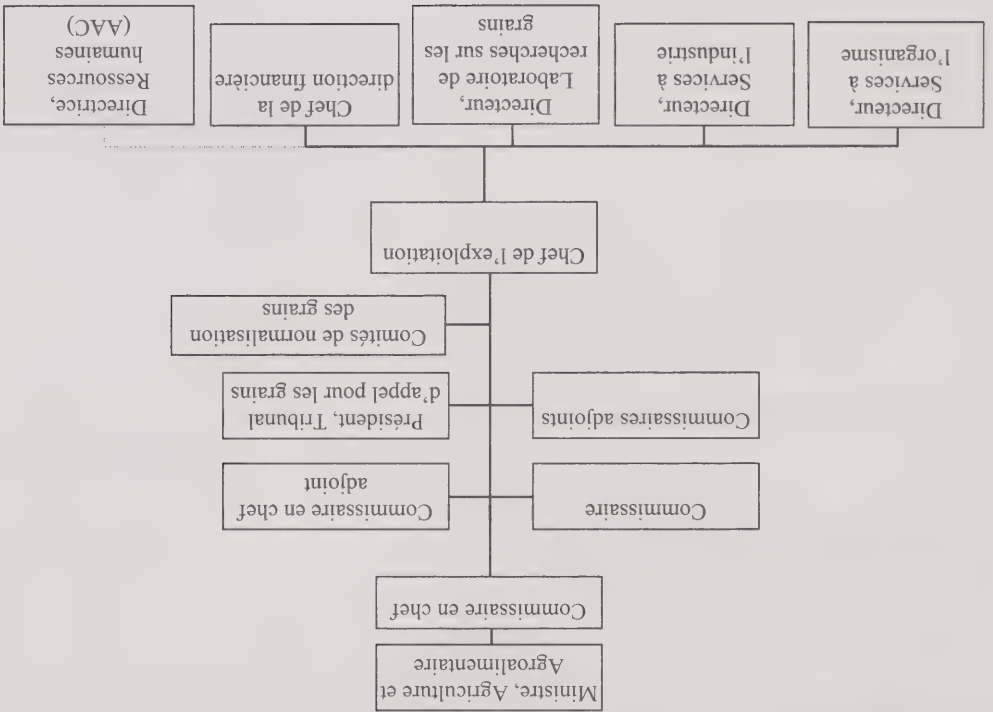 Ministre, Agriculture et
Agroalimentaire
Commissaire en chef
Commissaire
Commissaire en chef
adjoint
Commissaires adjoints
Président, Tribunal
d'appel pour les grains
Comités de normalisation
des grains
Chef de l'exploitation
Directeur,
Services à
l'organisme
Directeur,
Services à
l'industrie
Directeur,
Laboratoire de
recherches sur les
grains
Chef de la
direction financière
Directrice,
Ressources
humaines
(AAC)